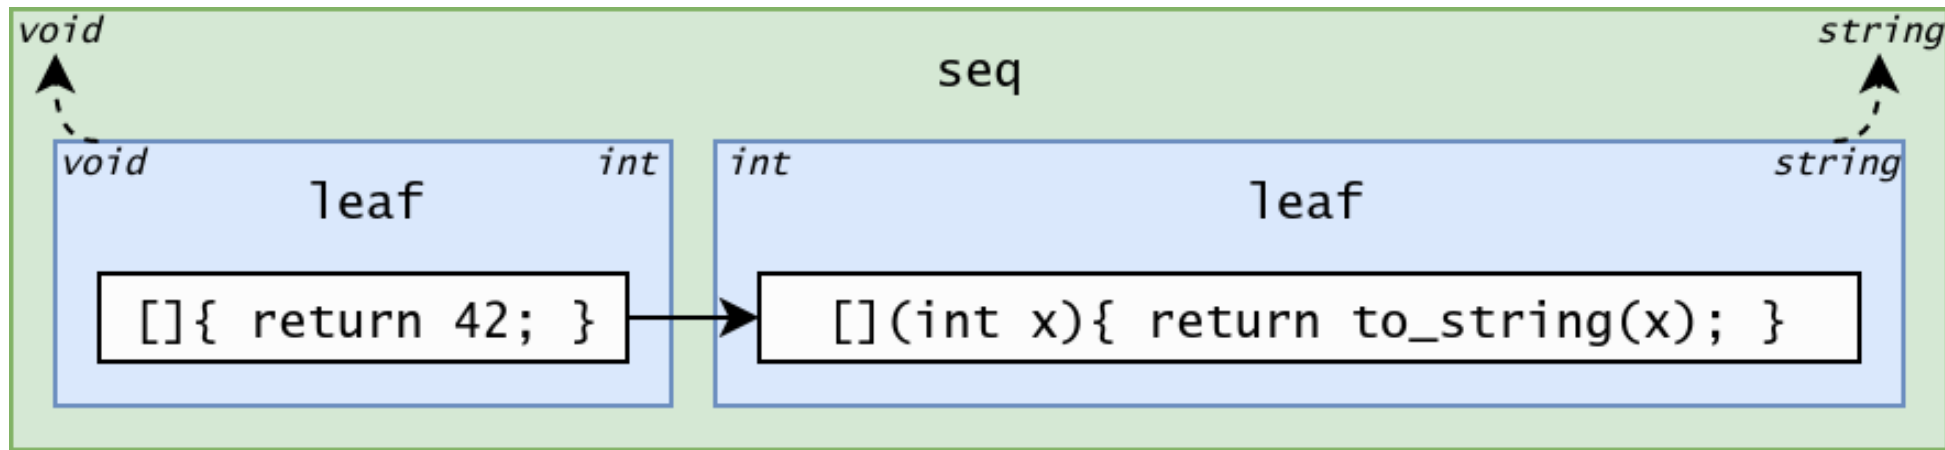 void string
seq
void int int string
leaf leaf
[]{ return 42; } [](int x){ return to_string(x); }